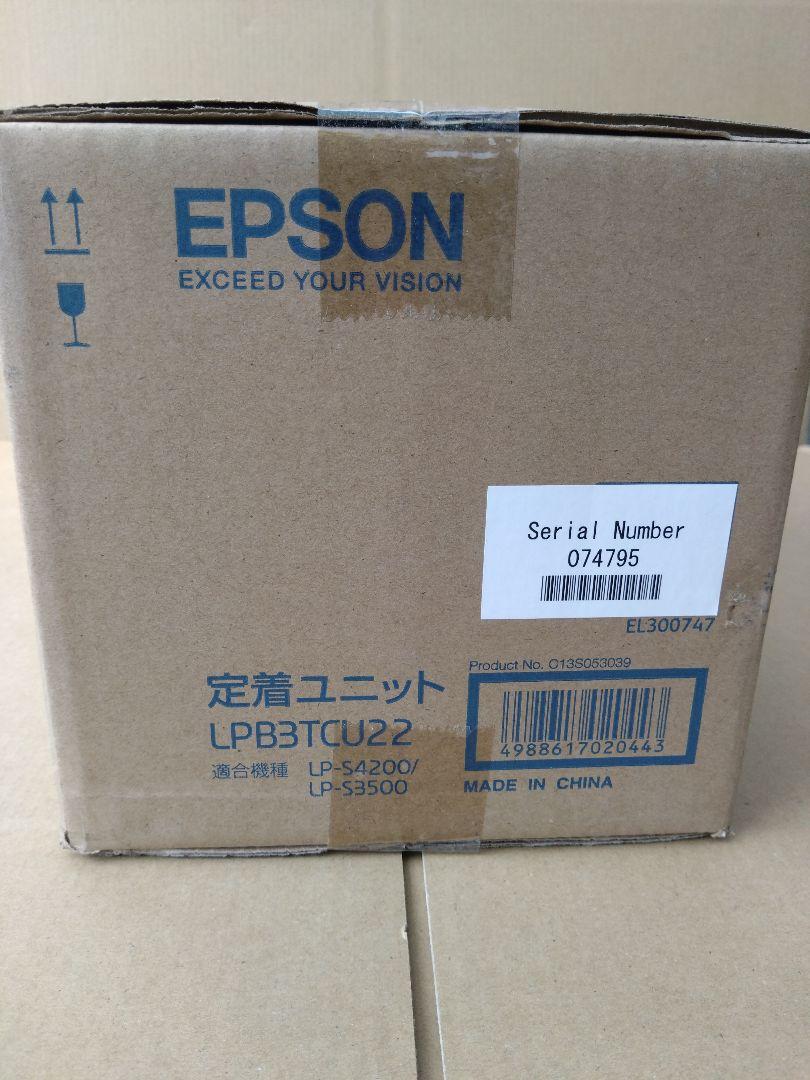 EPSON
EXCEED YOUR VISION
Serial Number
074795
EL300747
Product No. C13S053039
定着ユニット
LPB3TCU22
4988617020443
適合機種 LP-S4200/
LP-S3500
MADE IN CHINA